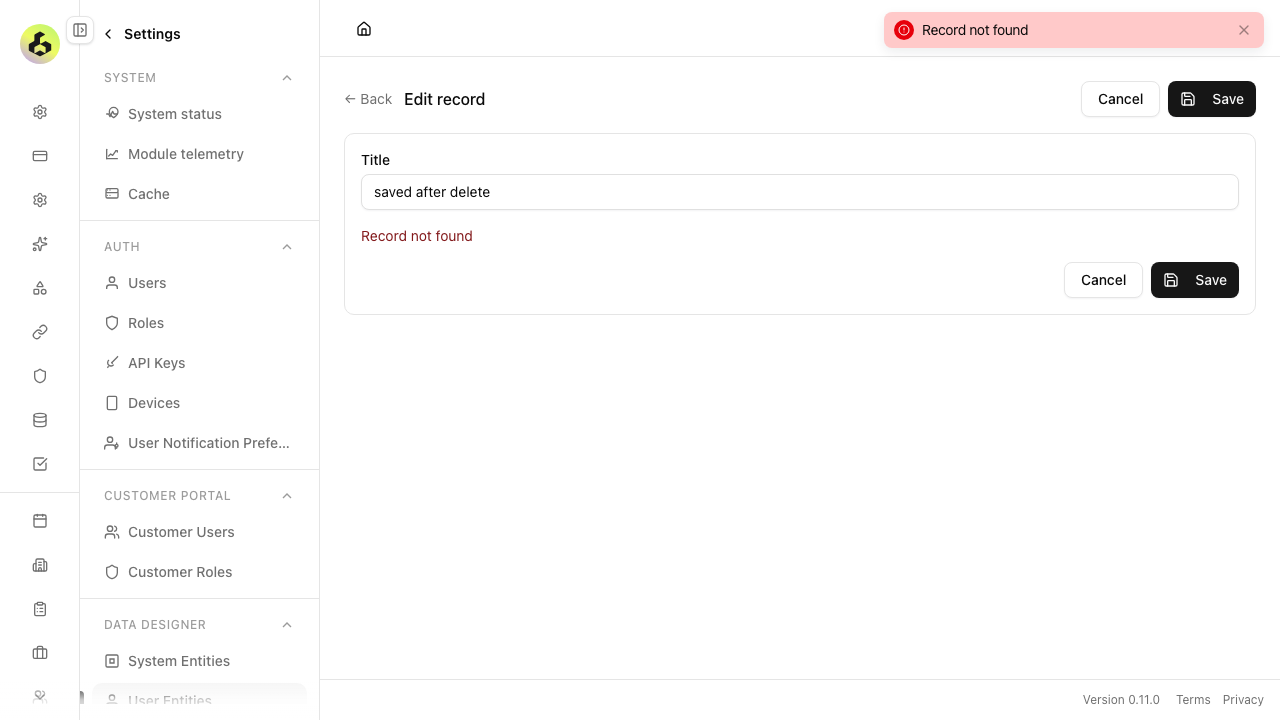 Settings
SYSTEM
System status
Module telemetry
Cache
AUTH
Users
Roles
API Keys
Devices
User Notification Prefe...
CUSTOMER PORTAL
Customer Users
Customer Roles
DATA DESIGNER
System Entities
User Entities
Record not found
← Back Edit record
Cancel Save
Title
saved after delete
Record not found
Cancel Save
Version 0.11.0 Terms Privacy